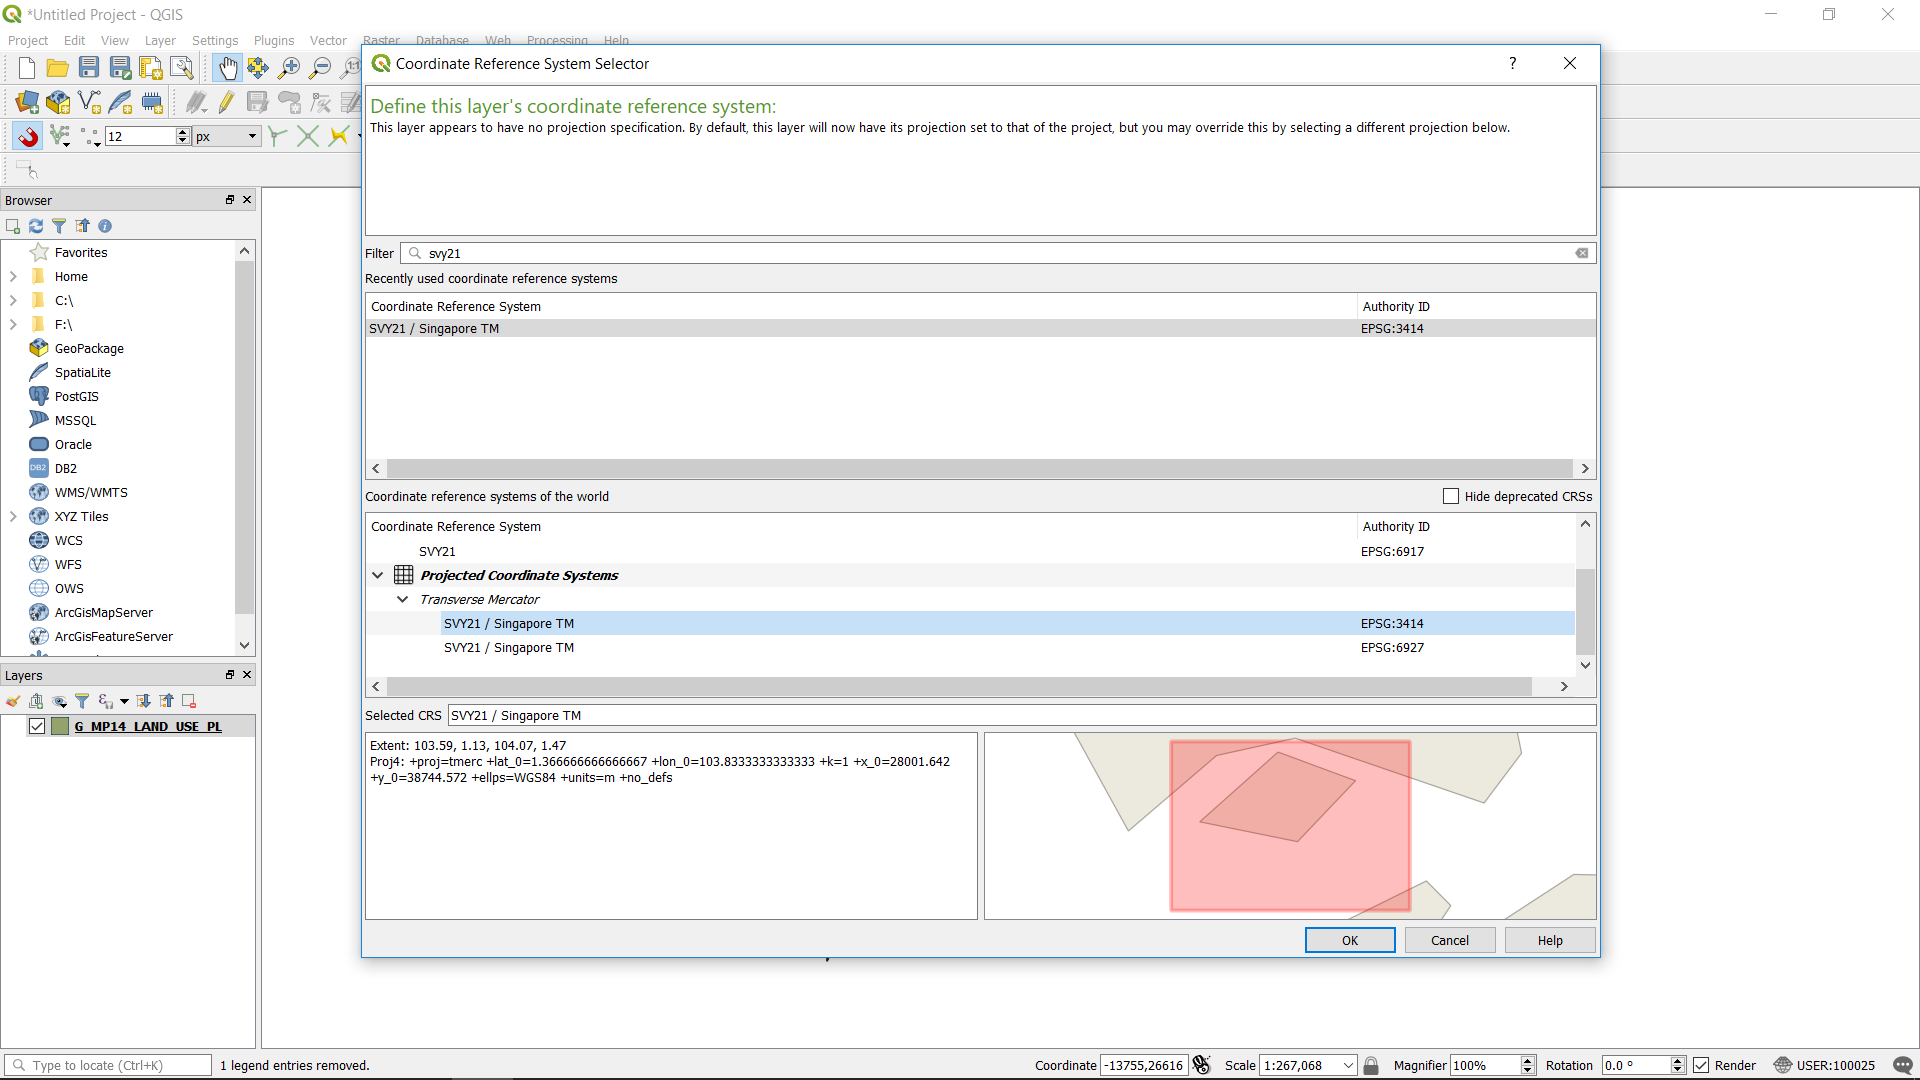 *Untitled Project - QGIS
Project Edit View Layer Settings Plugins Vector Raster Database Web Processing Help
Coordinate Reference System Selector
?
Define this layer's coordinate reference system:
This layer appears to have no projection specification. By default, this layer will now have its projection set to that of the project, but you may override this by selecting a different projection below.
12 px
Browser
Favorites
Home
C:\
F:\
GeoPackage
SpatiaLite
PostGIS
MSSQL
Oracle
DB2
WMS/WMTS
XYZ Tiles
WCS
WFS
OWS
ArcGisMapServer
ArcGisFeatureServer
Layers
G_MP14_LAND_USE_PL
Filter svy21
Recently used coordinate reference systems
Coordinate Reference System Authority ID
SVY21 / Singapore TM EPSG:3414
Coordinate reference systems of the world Hide deprecated CRSs
Coordinate Reference System Authority ID
SVY21 EPSG:6917
Projected Coordinate Systems
Transverse Mercator
SVY21 / Singapore TM EPSG:3414
SVY21 / Singapore TM EPSG:6927
Selected CRS SVY21 / Singapore TM
Extent: 103.59, 1.13, 104.07, 1.47
Proj4: +proj=tmerc +lat_0=1.366666666666667 +lon_0=103.8333333333333 +k=1 +x_0=28001.642
+y_0=38744.572 +ellps=WGS84 +units=m +no_defs
OK Cancel Help
Type to locate (Ctrl+K) 1 legend entries removed. Coordinate -13755,26616 Scale 1:267,068 Magnifier 100% Rotation 0.0 ° Render USER:100025